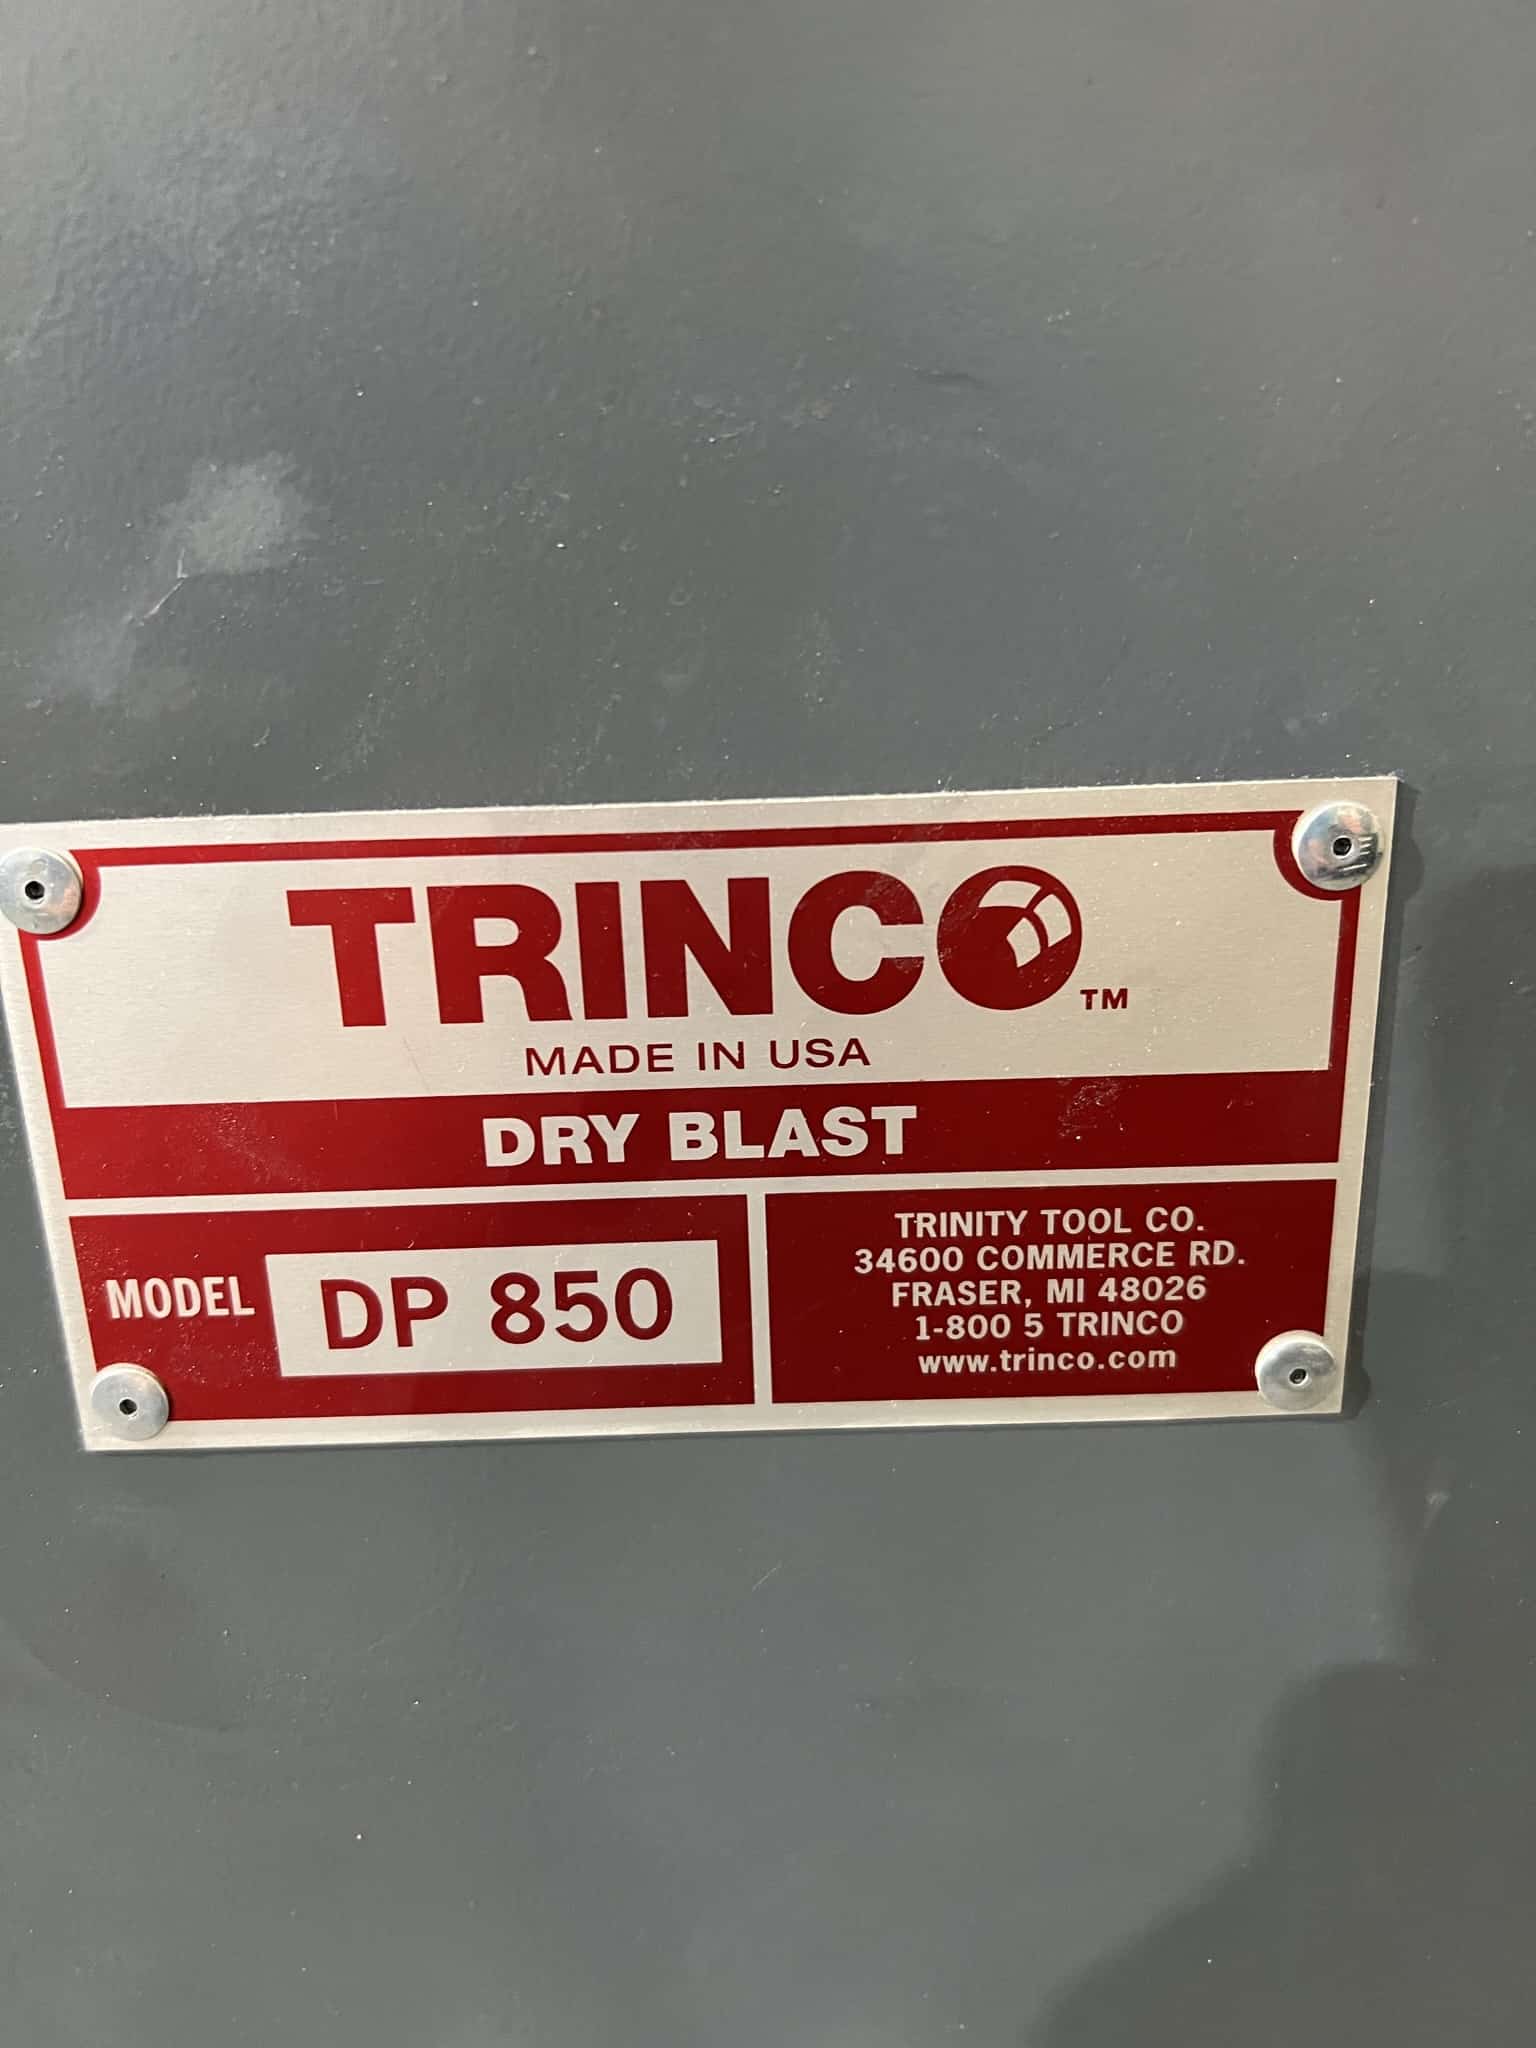 TRINCO™
MADE IN USA
DRY BLAST
MODEL DP 850
TRINITY TOOL CO.
34600 COMMERCE RD.
FRASER, MI 48026
1-800 5 TRINCO
www.trinco.com